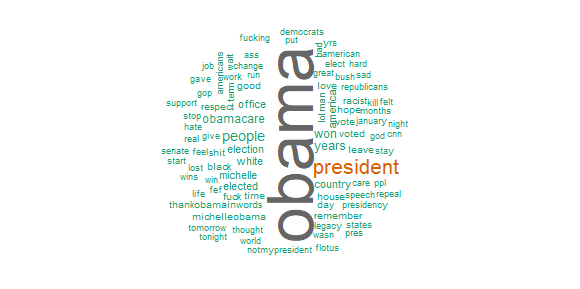 democrats
fucking
put
bad
yrs
american
ass
wait
americans
elect
hard
job
change
great
bush
sad
gave
work
run
good
love
republicans
gop
term
man
american
racist
kill
felt
support
respect
office
lol
hope
months
stop
obamacare
vote
january
night
hate
people
won
voted
god
cnn
real
give
years
leave
stay
senate
feel
shit
election
start
lost
black
white
president
wins
win
michelle
country
care
ppl
life
fef
elected
house
speech
repeal
fuck
time
day
presidency
thankobamainwords
remember
michelleobama
legacy
states
tomorrow
thought
wasn
pres
tonight
world
flotus
notmypresident
obama